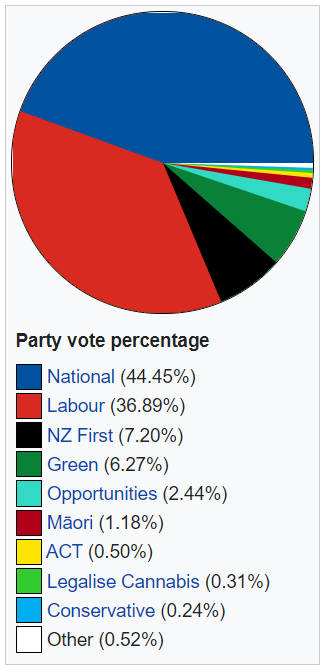 Party vote percentage
National (44.45%)
Labour (36.89%)
NZ First (7.20%)
Green (6.27%)
Opportunities (2.44%)
Māori (1.18%)
ACT (0.50%)
Legalise Cannabis (0.31%)
Conservative (0.24%)
Other (0.52%)